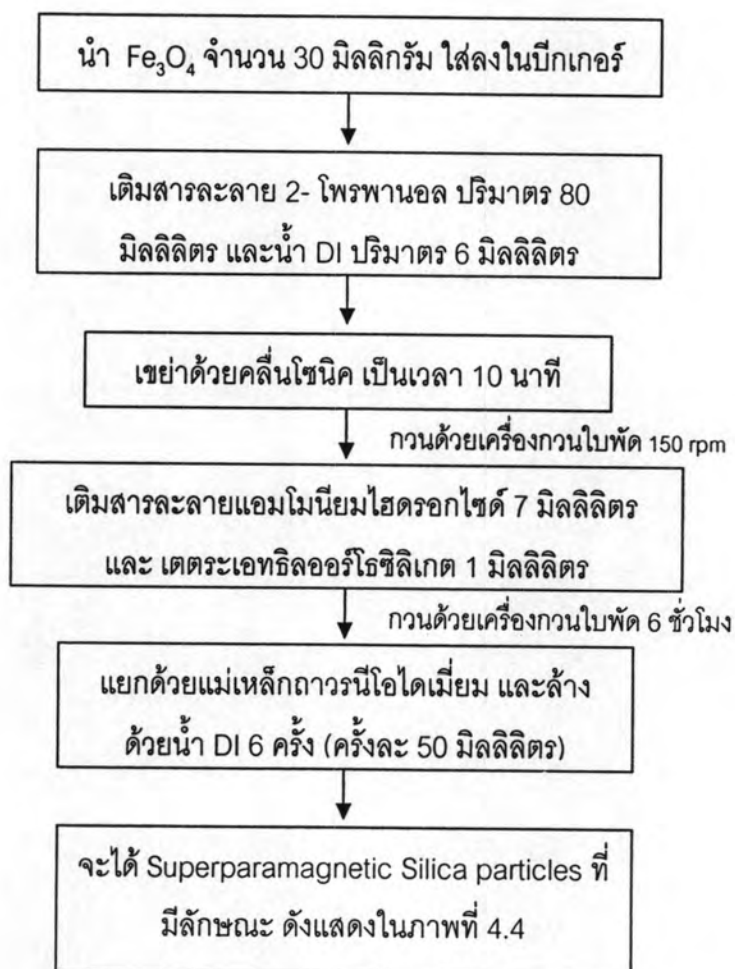 นำ Fe₃O₄ จำนวน 30 มิลลิกรัม ใส่ลงในบีกเกอร์
เติมสารละลาย 2- โพรพานอล ปริมาตร 80
มิลลิลิตร และน้ำ DI ปริมาตร 6 มิลลิลิตร
เขย่าด้วยคลื่นโซนิค เป็นเวลา 10 นาที
กวนด้วยเครื่องกวนใบพัด 150 rpm
เติมสารละลายแอมโมเนียมไฮดรอกไซด์ 7 มิลลิลิตร
และ เตตระเอทธิลออร์โธซิลิเกต 1 มิลลิลิตร
กวนด้วยเครื่องกวนใบพัด 6 ชั่วโมง
แยกด้วยแม่เหล็กถาวรนีโอไดเมี่ยม และล้าง
ด้วยน้ำ DI 6 ครั้ง (ครั้งละ 50 มิลลิลิตร)
จะได้ Superparamagnetic Silica particles ที่
มีลักษณะ ดังแสดงในภาพที่ 4.4